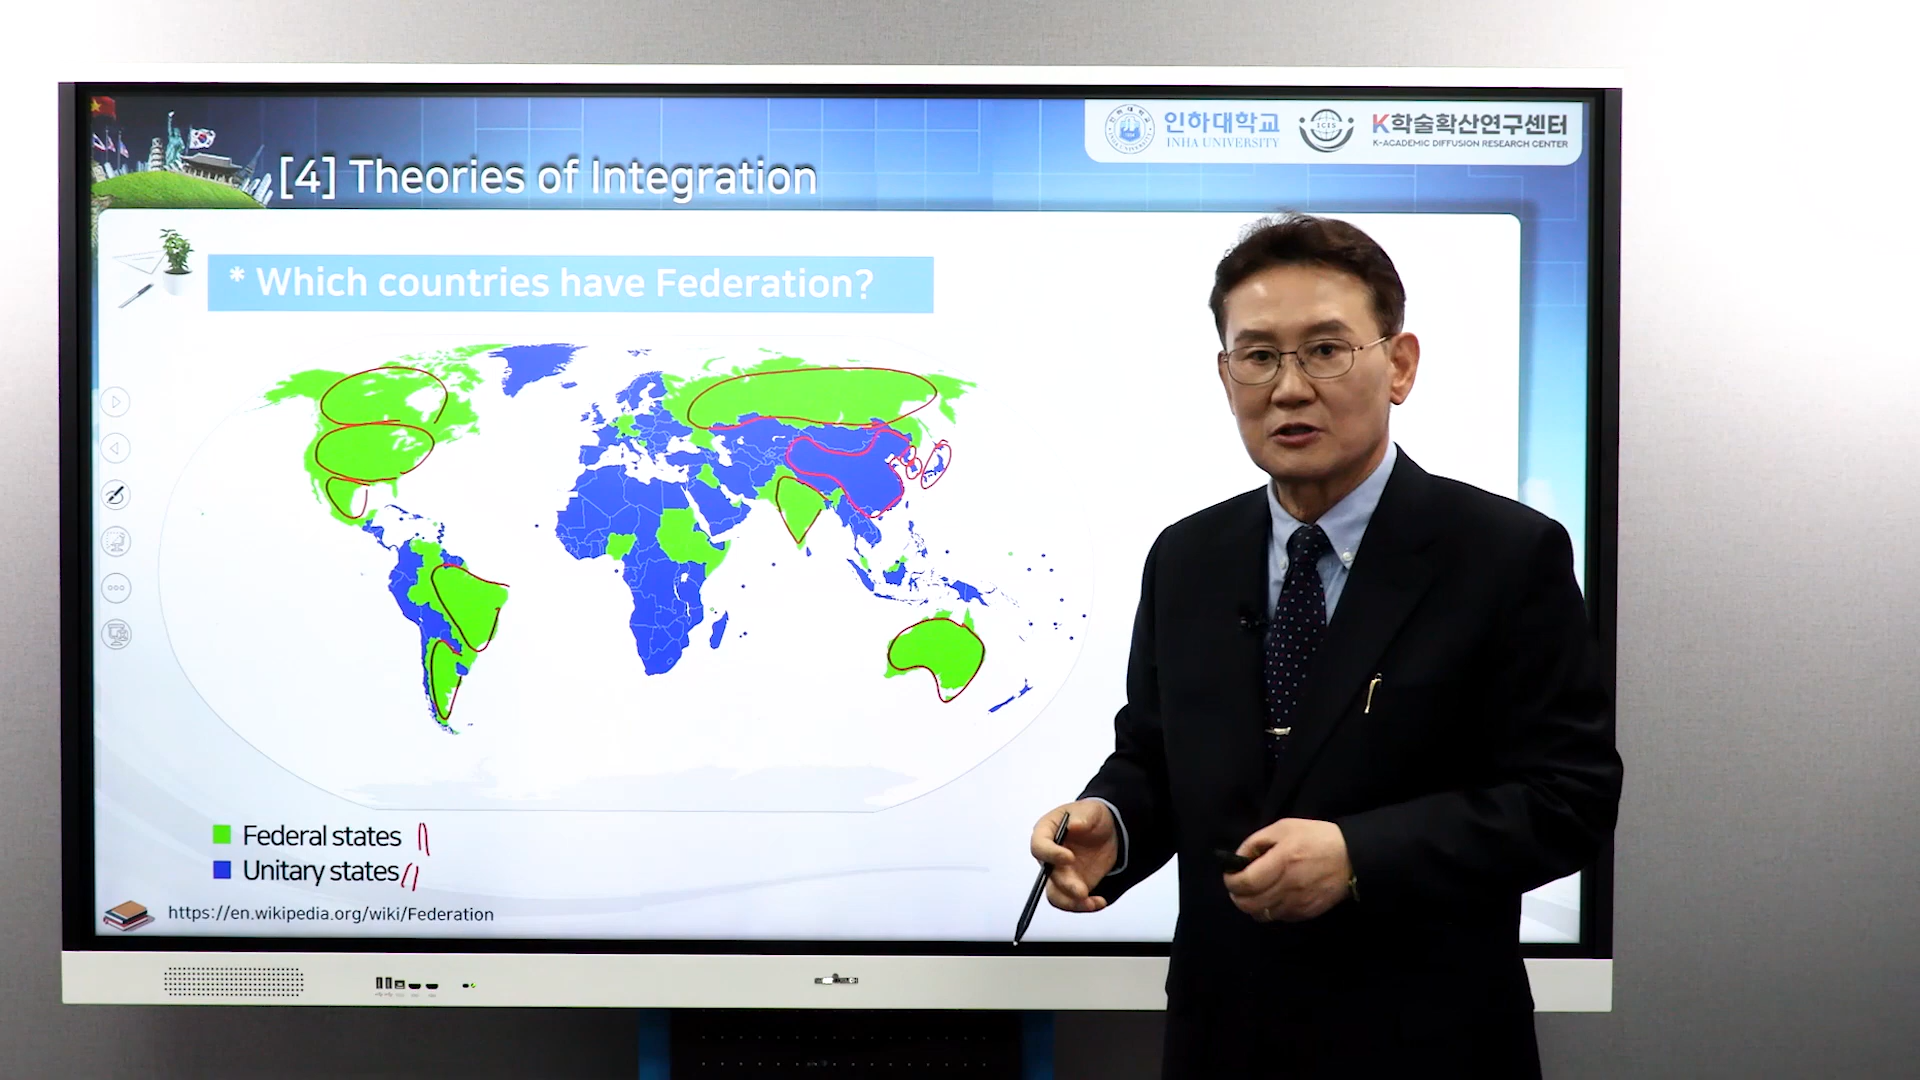 인하대학교
INHA UNIVERSITY
ICIS
K학술확산연구센터
K-ACADEMIC DIFFUSION RESEARCH CENTER
[4] Theories of Integration
* Which countries have Federation?
Federal states
Unitary states
https://en.wikipedia.org/wiki/Federation